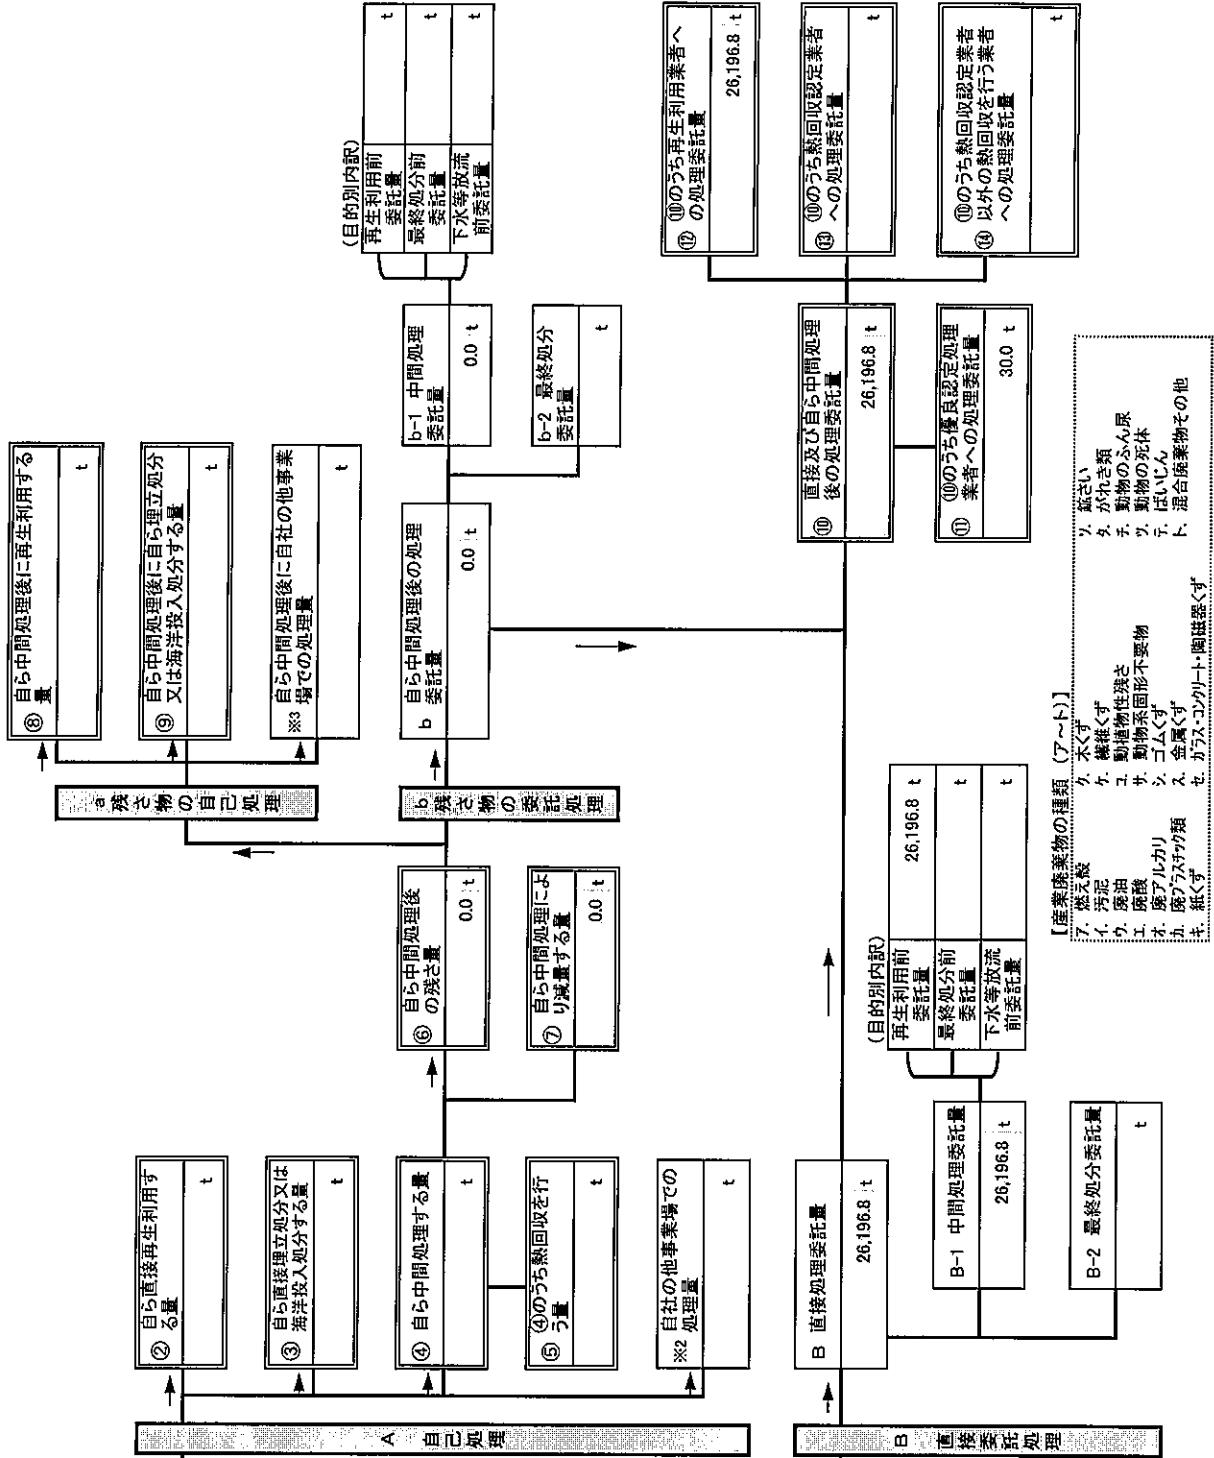 A 自己処理
② 自ら直接再生利用す
る量
t
③ 自ら直接埋立処分又は
海洋投入処分する量
t
④ 自ら中間処理する量
t
⑤ ④のうち熱回収を行
う量
t
※2 自社の他事業場での
処理量
t
⑥ 自ら中間処理後
の残さ量
0.0 t
⑦ 自ら中間処理によ
り減量する量
0.0 t
a 残さ物の自己処理
⑧ 自ら中間処理後に再生利用する
量
t
⑨ 自ら中間処理後に自ら埋立処分
又は海洋投入処分する量
t
※3 自ら中間処理後に自社の他事業
場での処理量
t
b 残さ物の委託処理
b 自ら中間処理後の処理
委託量
0.0 t
b-1 中間処理
委託量
0.0 t
b-2 最終処分
委託量
t
(目的別内訳)
再生利用前
委託量
t
最終処分前
委託量
t
下水等放流
前委託量
t
B 直接委託処理
B 直接処理委託量
26,196.8 t
B-1 中間処理委託量
26,196.8 t
B-2 最終処分委託量
t
(目的別内訳)
再生利用前
委託量
26,196.8 t
最終処分前
委託量
t
下水等放流
前委託量
t
⑩ 直接及び自ら中間処理
後の処理委託量
26,196.8 t
⑪ ⑩のうち優良認定処理
業者への処理委託量
30.0 t
⑫ ⑩のうち再生利用業者へ
の処理委託量
26,196.8 t
⑬ ⑩のうち熱回収認定業者
への処理委託量
t
⑭ ⑩のうち熱回収認定業者
以外の熱回収を行う業者
への処理委託量
t
【産業廃棄物の種類 (ア~ト)】
ア. 燃え殻
イ. 汚泥
ウ. 廃油
エ. 廃酸
オ. 廃アルカリ
カ. 廃プラスチック類
キ. 紙くず
ク. 木くず
ケ. 繊維くず
コ. 動植物性残さ
サ. 動物系固形不要物
シ. ゴムくず
ス. 金属くず
セ. ガラス・コンクリート・陶磁器くず
ソ. 鉱さい
タ. がれき類
チ. 動物のふん尿
ツ. 動物の死体
テ. ばいじん
ト. 混合廃棄物その他